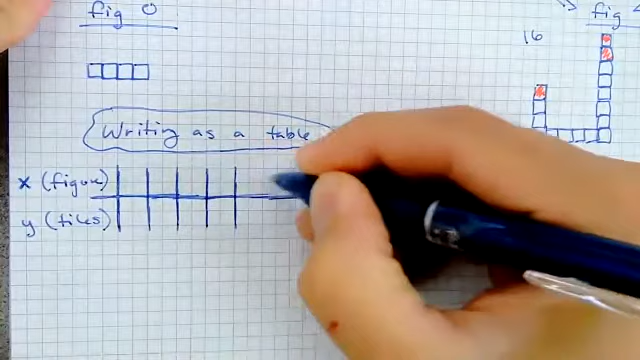 fig 0
fig
16
Writing as a table
x (figure)
y (tiles)